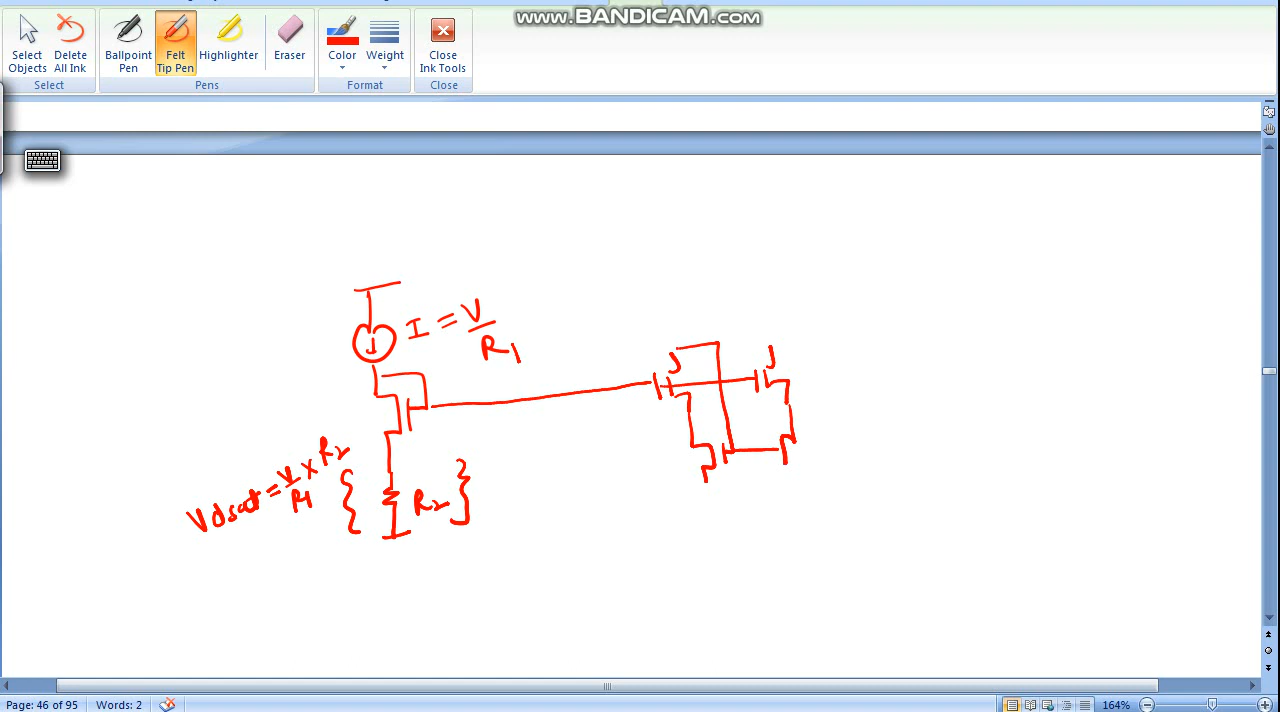 www.BANDICAM.com
Select Objects
Delete All Ink
Ballpoint Pen
Felt Tip Pen
Highlighter
Eraser
Color
Weight
Close Ink Tools
Select
Pens
Format
Close
I = V/R1
Vdsat = V/R1 x R2
R2
Page: 46 of 95
Words: 2
164%